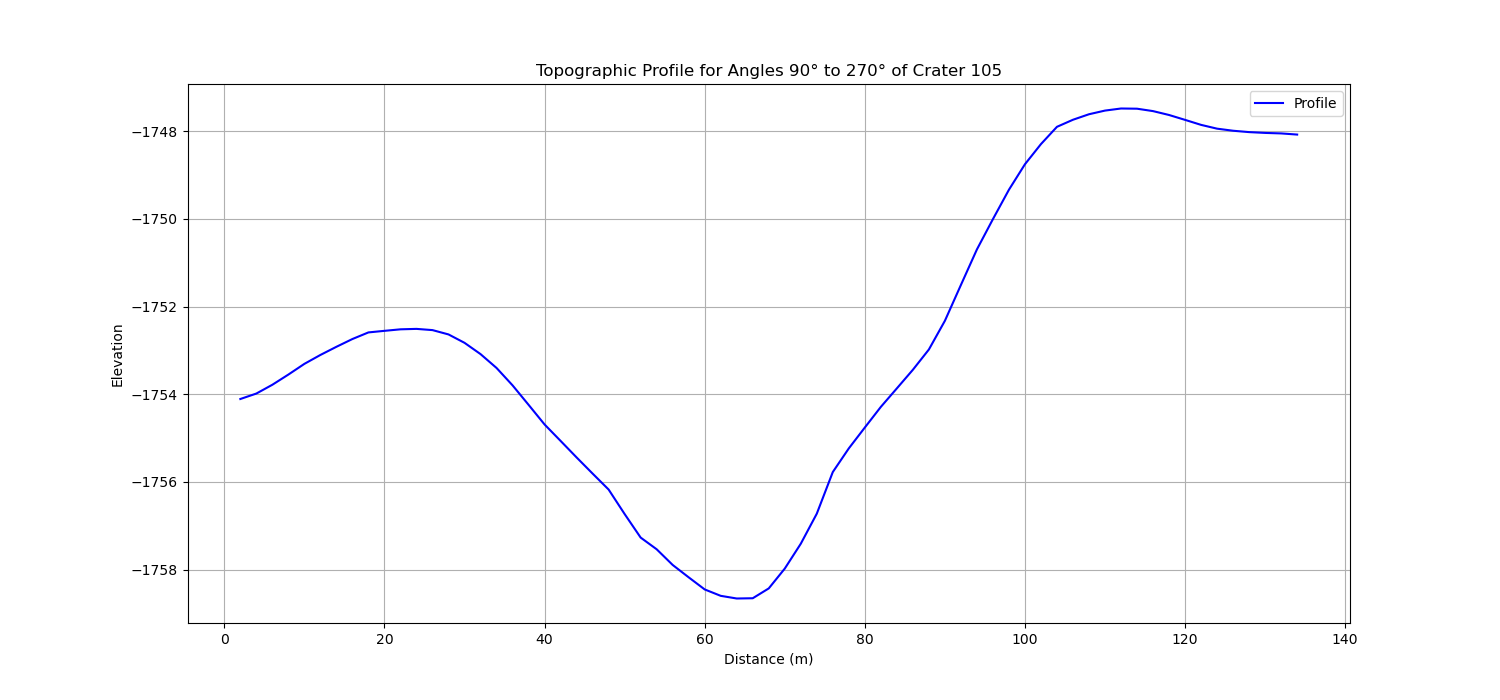 Topographic Profile for Angles 90° to 270° of Crater 105
Profile
Elevation
−1748
−1750
−1752
−1754
−1756
−1758
0 20 40 60 80 100 120 140
Distance (m)